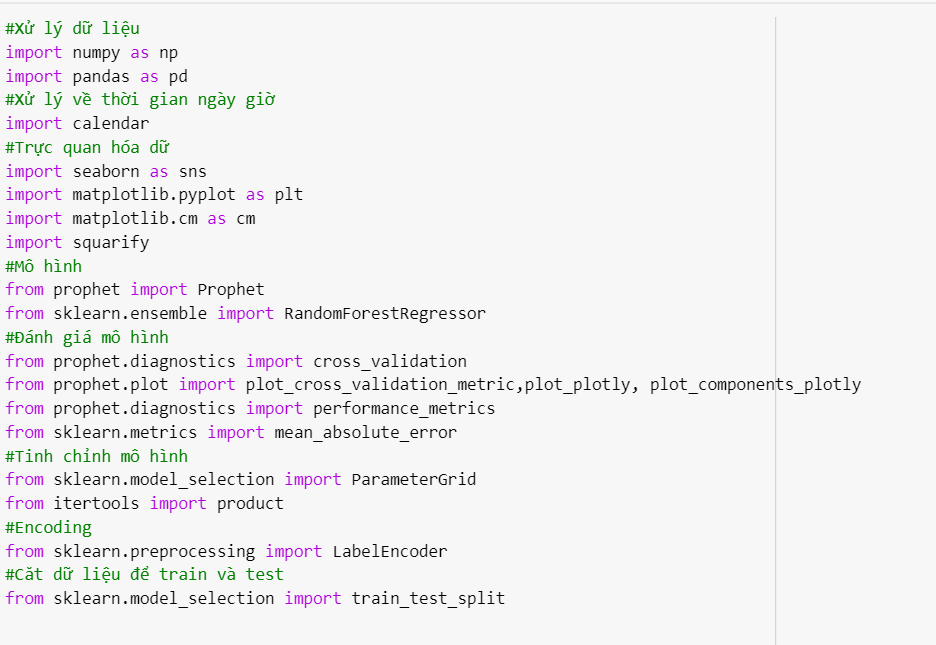 #Xử lý dữ liệu
import numpy as np
import pandas as pd
#Xử lý về thời gian ngày giờ
import calendar
#Trực quan hóa dữ
import seaborn as sns
import matplotlib.pyplot as plt
import matplotlib.cm as cm
import squarify
#Mô hình
from prophet import Prophet
from sklearn.ensemble import RandomForestRegressor
#Đánh giá mô hình
from prophet.diagnostics import cross_validation
from prophet.plot import plot_cross_validation_metric,plot_plotly, plot_components_plotly
from prophet.diagnostics import performance_metrics
from sklearn.metrics import mean_absolute_error
#Tinh chỉnh mô hình
from sklearn.model_selection import ParameterGrid
from itertools import product
#Encoding
from sklearn.preprocessing import LabelEncoder
#Căt dữ liệu để train và test
from sklearn.model_selection import train_test_split